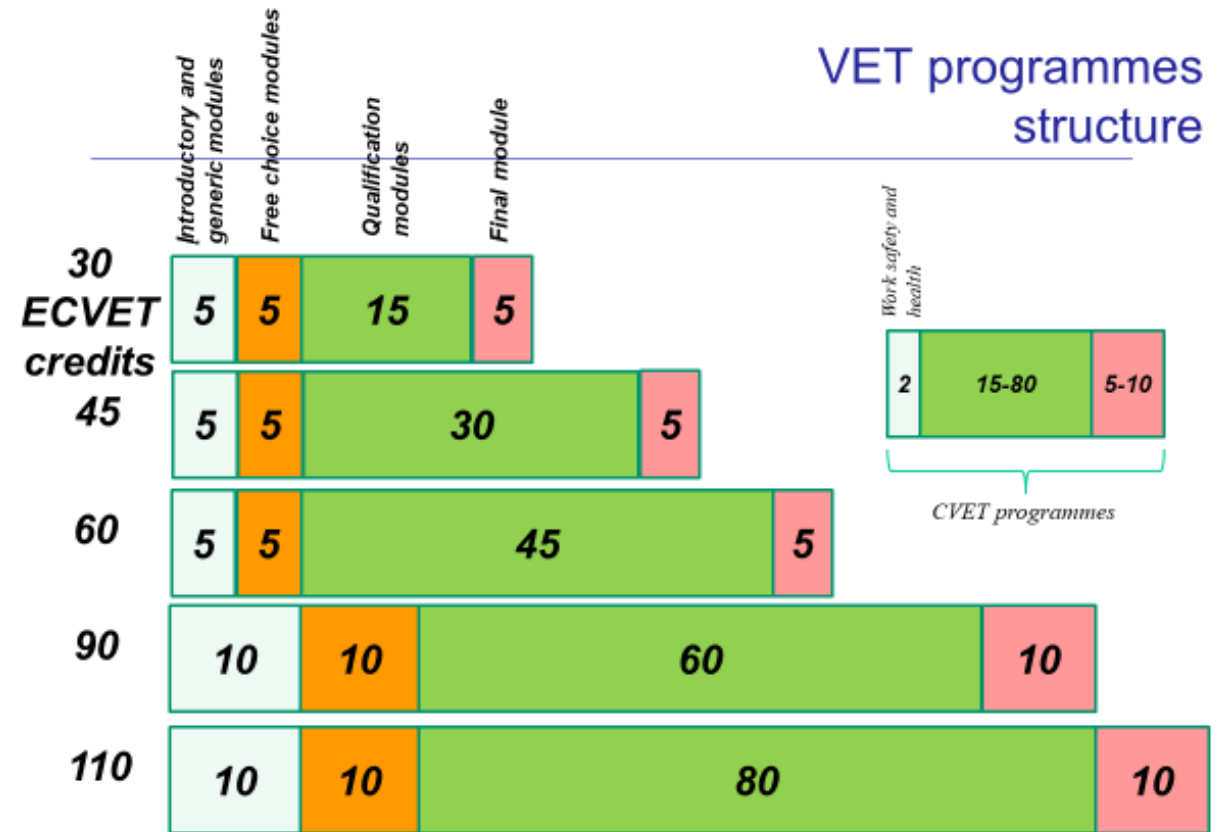 VET programmes
structure
Introductory and
generic modules
Free choice modules
Qualification
modules
Final module
30
ECVET
credits
5
5
15
5
45
5
5
30
5
60
5
5
45
5
90
10
10
60
10
110
10
10
80
10
Work safety and
health
2
15-80
5-10
CVET programmes